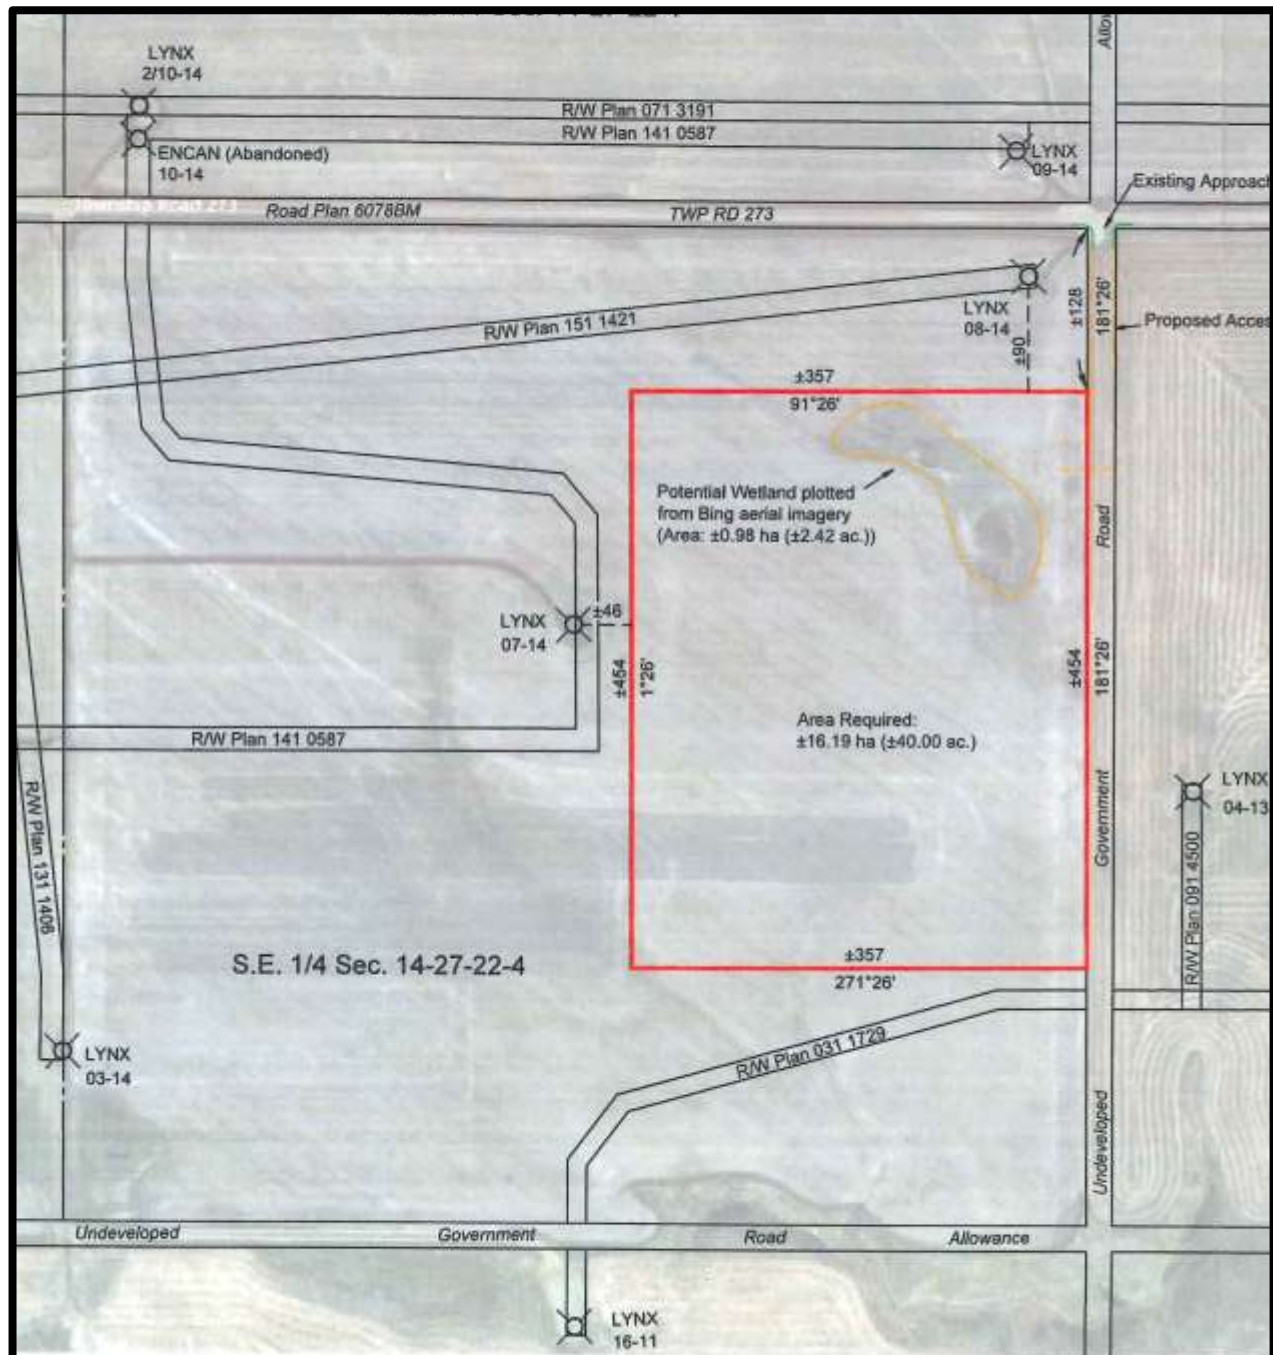 LYNX
2/10-14
R/W Plan 071 3191
R/W Plan 141 0587
ENCAN (Abandoned)
10-14
LYNX
09-14
Existing Approach
Road Plan 6078BM
TWP RD 273
Township Road 273
±128
181°26'
LYNX
08-14
R/W Plan 151 1421
±90
Proposed Acces
±357
91°26'
Potential Wetland plotted
from Bing aerial imagery
(Area: ±0.98 ha (±2.42 ac.))
Road
±46
LYNX
07-14
±454
1°26'
±454
181°26'
Area Required:
±16.19 ha (±40.00 ac.)
R/W Plan 141 0587
R/W Plan 131 1406
LYNX
04-13
Government
R/W Plan 091 4500
±357
271°26'
S.E. 1/4 Sec. 14-27-22-4
R/W Plan 031 1729
LYNX
03-14
Undeveloped
Undeveloped Government Road Allowance
LYNX
16-11